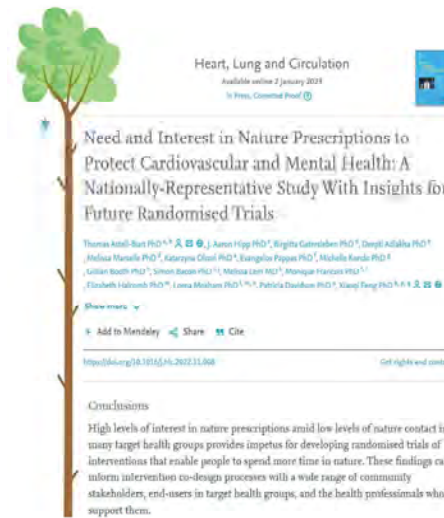 Heart, Lung and Circulation
Available online 2 January 2023
In Press, Corrected Proof
Need and Interest in Nature Prescriptions to
Protect Cardiovascular and Mental Health: A
Nationally-Representative Study With Insights for
Future Randomised Trials
Thomas Astell-Burt PhD, J. Aaron Hipp PhD, Birgitta Gatersleben PhD, Deepti Adlakha PhD
, Melissa Marselle PhD, Katarzyna Olcoń PhD, Evangelos Pappas PhD, Michelle Kondo PhD
, Gillian Booth PhD, Simon Bacon PhD, Melissa Lem MD, Monique Francois PhD
, Elizabeth Halcomb PhD, Lorna Moxham PhD, Patricia Davidson PhD, Xiaoqi Feng PhD
Show more
+ Add to Mendeley Share Cite
https://doi.org/10.1016/j.hlc.2022.11.008 Get rights and conte
Conclusions
High levels of interest in nature prescriptions amid low levels of nature contact in
many target health groups provides impetus for developing randomised trials of
interventions that enable people to spend more time in nature. These findings ca
inform intervention co-design processes with a wide range of community
stakeholders, end-users in target health groups, and the health professionals who
support them.